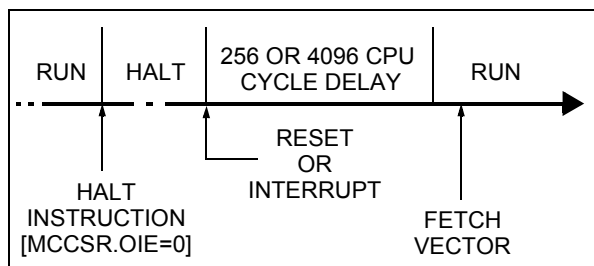 RUN
HALT
256 OR 4096 CPU
CYCLE DELAY
RUN
HALT
INSTRUCTION
[MCCSR.OIE=0]
RESET
OR
INTERRUPT
FETCH
VECTOR